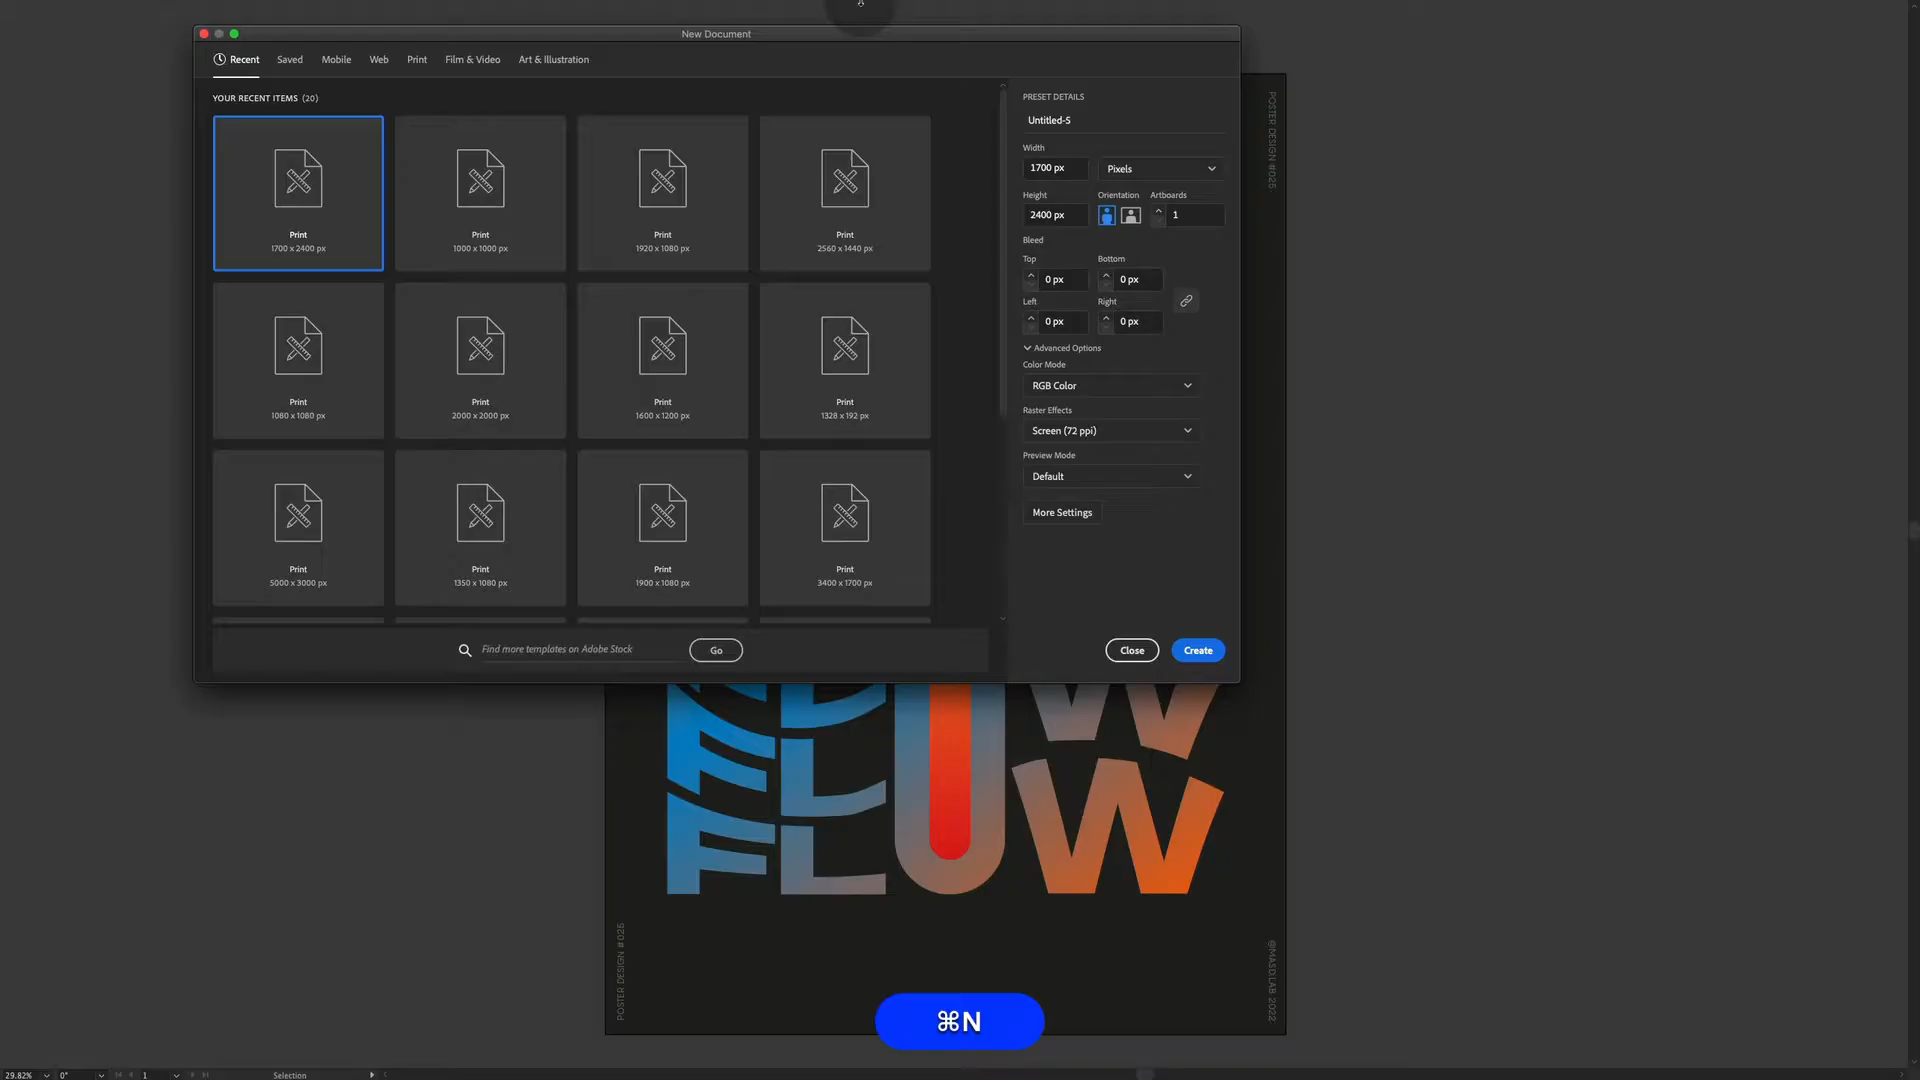 New Document
Recent Saved Mobile Web Print Film & Video Art & Illustration
YOUR RECENT ITEMS (20)
Print Print Print Print
1700 x 2400 px 1000 x 1000 px 1920 x 1080 px 2560 x 1440 px
Print Print Print Print
1080 x 1080 px 2000 x 2000 px 1600 x 1200 px 1328 x 192 px
Print Print Print Print
5000 x 3000 px 1350 x 1080 px 1900 x 1080 px 3400 x 1700 px
Find more templates on Adobe Stock Go
PRESET DETAILS
Untitled-5
Width
1700 px Pixels
Height Orientation Artboards
2400 px 1
Bleed
Top Bottom
0 px 0 px
Left Right
0 px 0 px
Advanced Options
Color Mode
RGB Color
Raster Effects
Screen (72 ppi)
Preview Mode
Default
More Settings
Close Create
POSTER DESIGN #025
FLOW
FLOW
POSTER DESIGN #025
@MASD.LAB 2022
⌘N
29.82% 0° 1 Selection